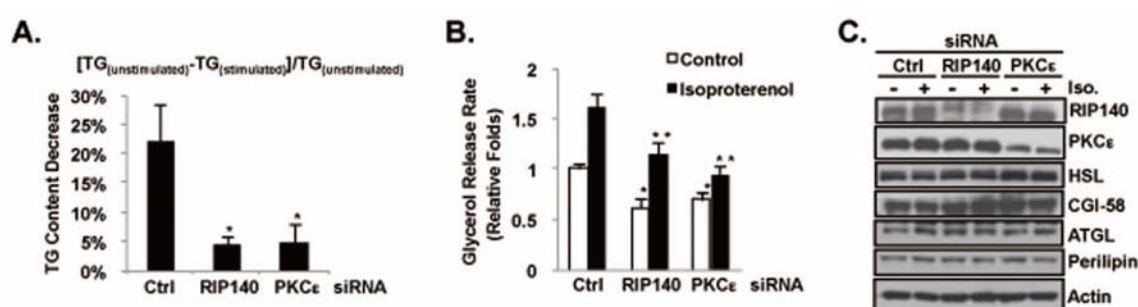 A.
[TG(unstimulated)-TG(stimulated)]/TG(unstimulated)
TG Content Decrease
30%
25%
20%
15%
10%
5%
0%
*
*
Ctrl RIP140 PKCε siRNA
B.
Control
Isoproterenol
Glycerol Release Rate
(Relative Folds)
2
1.5
1
0.5
0
* **
* **
Ctrl RIP140 PKCε siRNA
C.
siRNA
Ctrl RIP140 PKCε
- + - + - + Iso.
RIP140
PKCε
HSL
CGI-58
ATGL
Perilipin
Actin